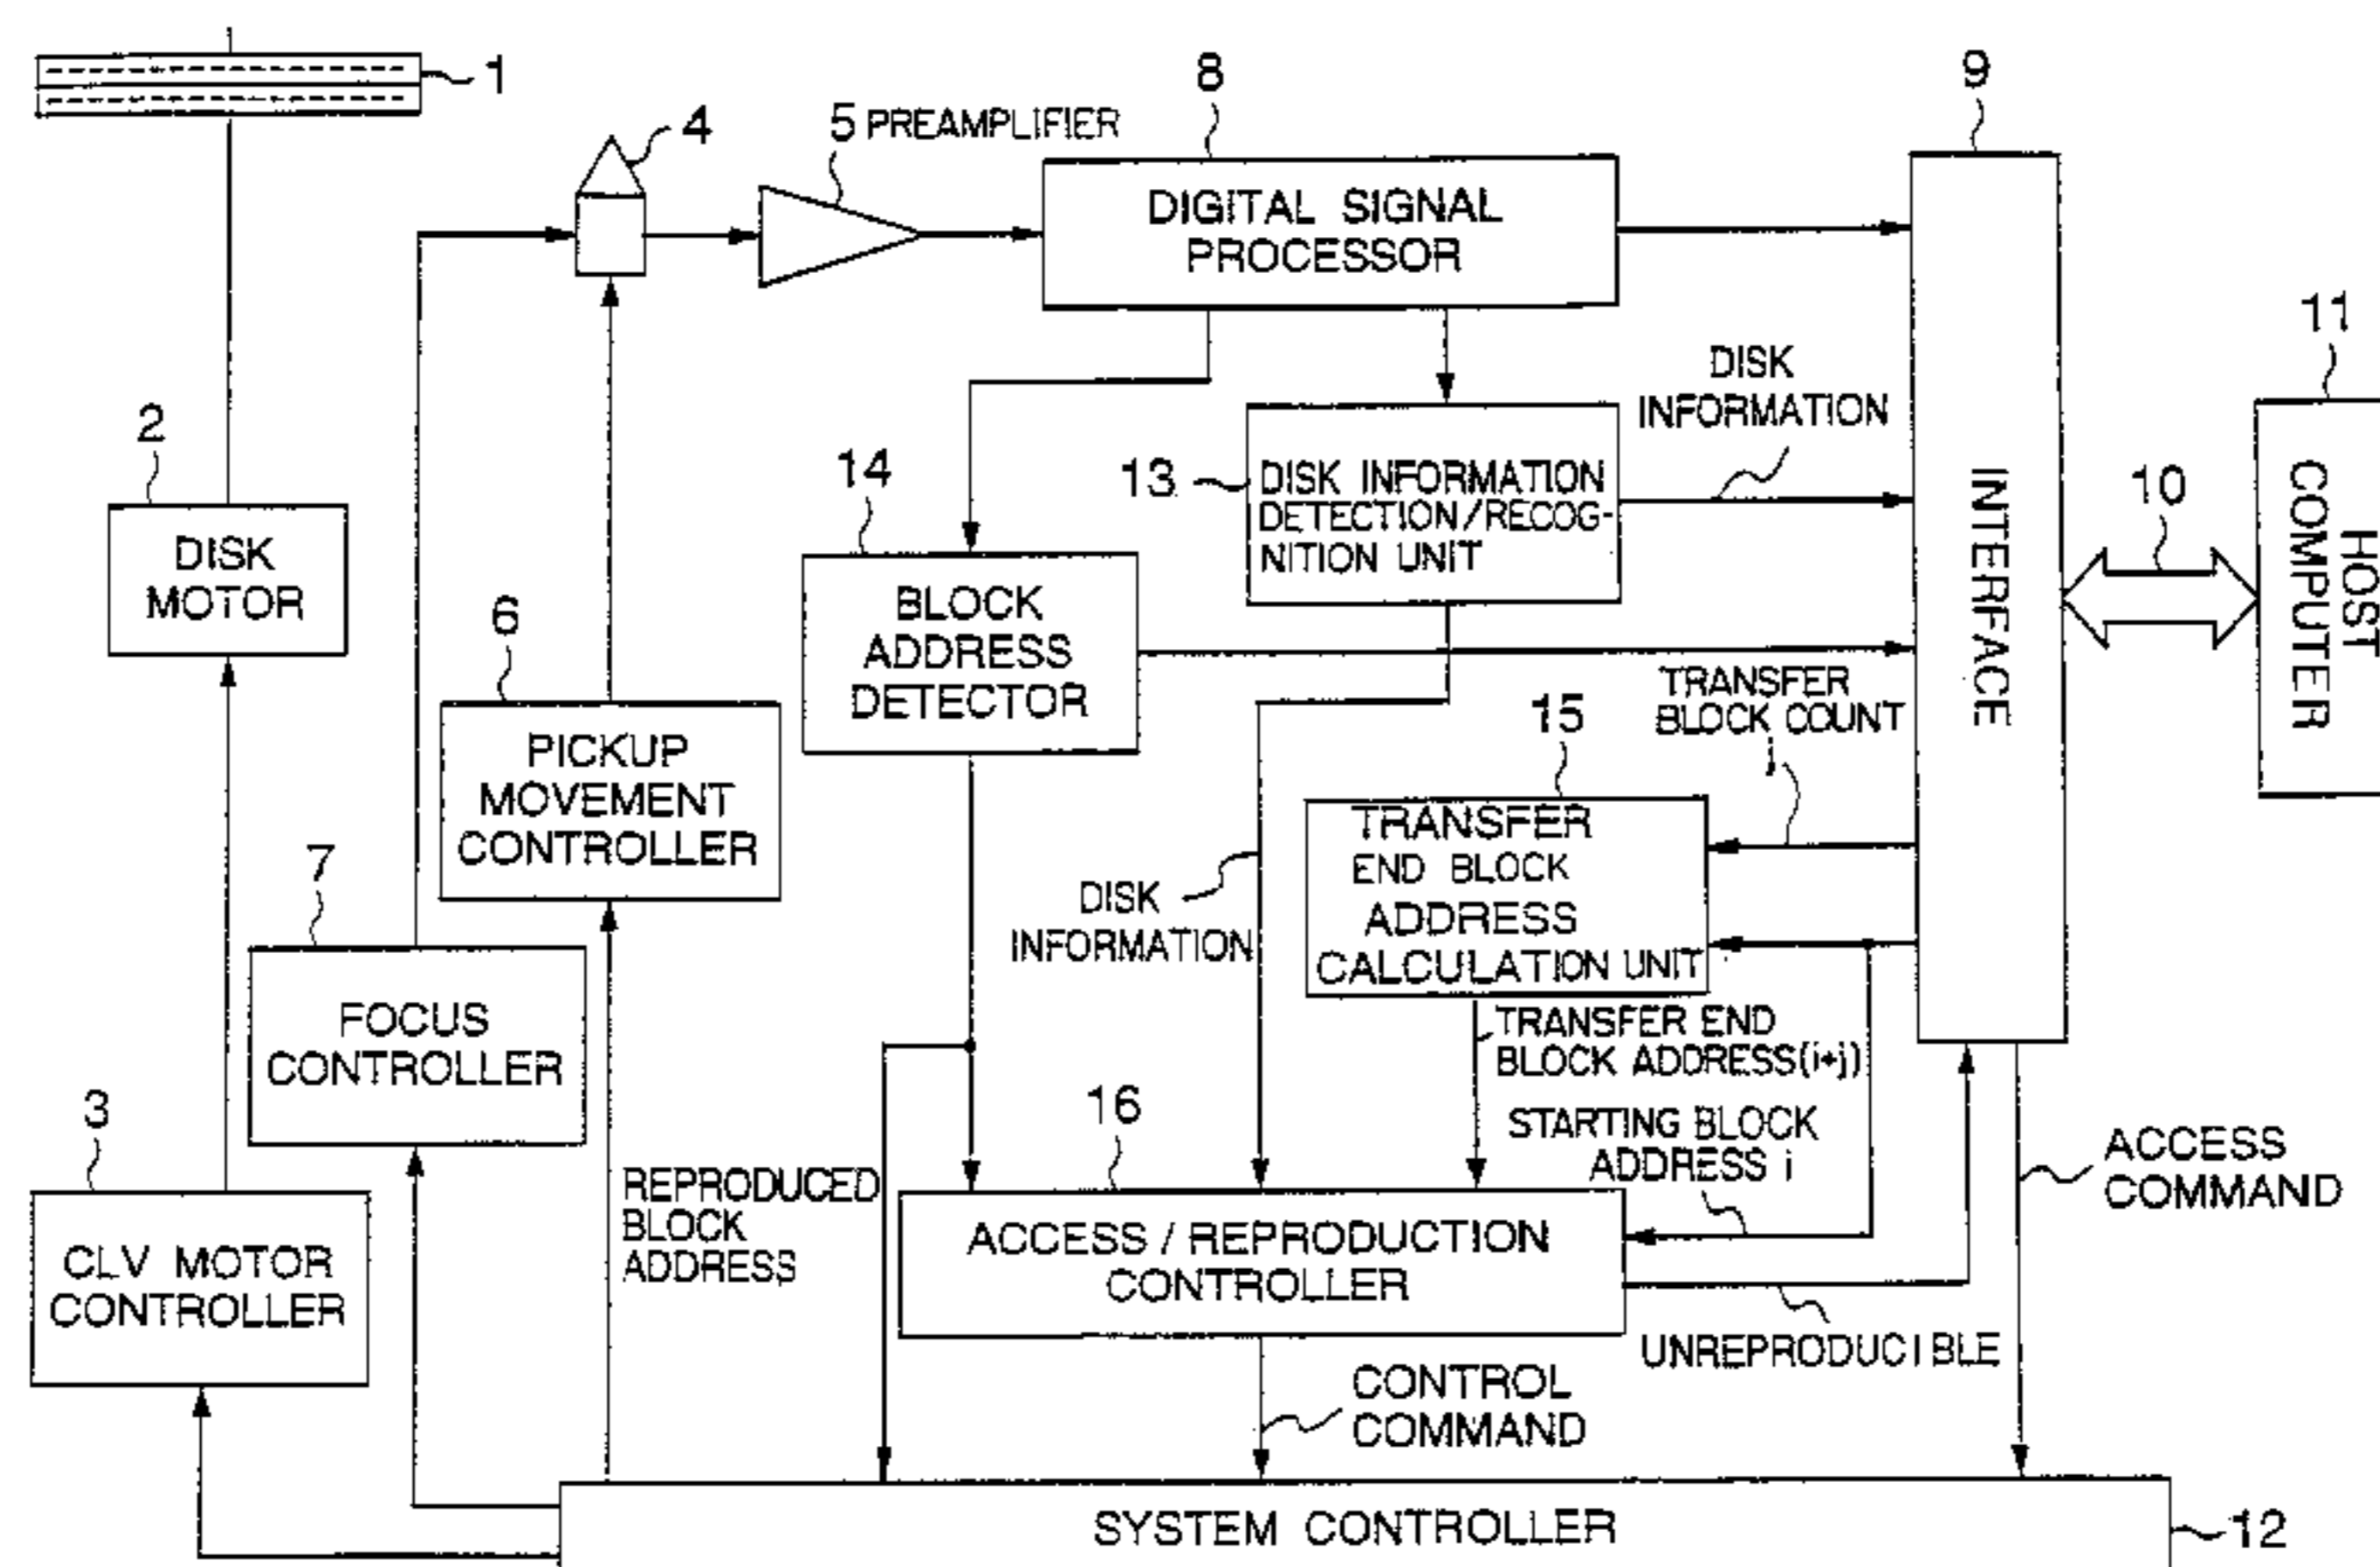 1
4
5 PREAMPLIFIER
8
9
DIGITAL SIGNAL
PROCESSOR
11
HOST
COMPUTER
2
DISK
MOTOR
DISK
INFORMATION
13
DISK INFORMATION
DETECTION/RECOG-
NITION UNIT
INTERFACE
10
14
BLOCK
ADDRESS
DETECTOR
6
PICKUP
MOVEMENT
CONTROLLER
TRANSFER
BLOCK COUNT
j
15
TRANSFER
END BLOCK
ADDRESS
CALCULATION UNIT
7
FOCUS
CONTROLLER
DISK
INFORMATION
TRANSFER END
BLOCK ADDRESS(i+j)
STARTING BLOCK
ADDRESS i
3
CLV MOTOR
CONTROLLER
REPRODUCED
BLOCK
ADDRESS
16
ACCESS / REPRODUCTION
CONTROLLER
ACCESS
COMMAND
UNREPRODUCIBLE
CONTROL
COMMAND
SYSTEM CONTROLLER
12